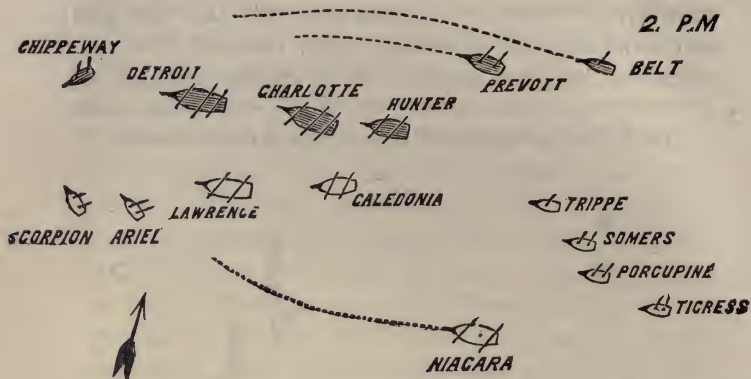 2. P.M
CHIPPEWAY
DETROIT
CHARLOTTE
HUNTER
PREVOTT
BELT
SCORPION
ARIEL
LAWRENCE
CALEDONIA
TRIPPE
SOMERS
PORCUPINE
TIGRESS
NIAGARA